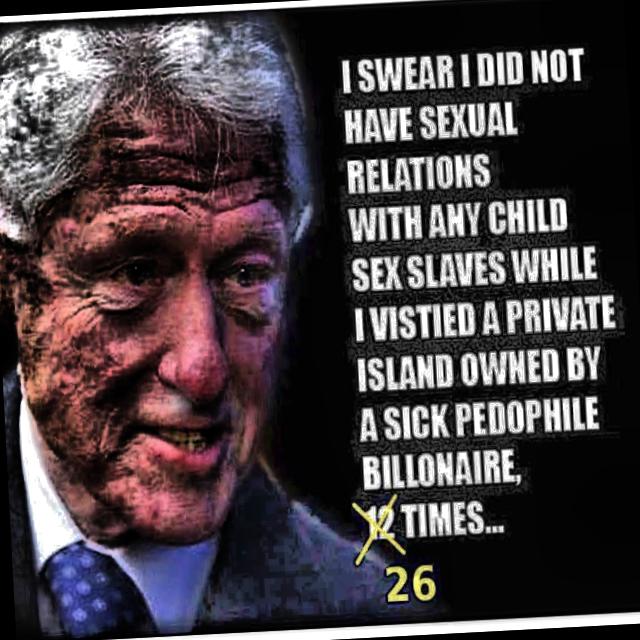 I SWEAR I DID NOT
HAVE SEXUAL
RELATIONS
WITH ANY CHILD
SEX SLAVES WHILE
I VISTIED A PRIVATE
ISLAND OWNED BY
A SICK PEDOPHILE
BILLONAIRE,
12 TIMES...
26